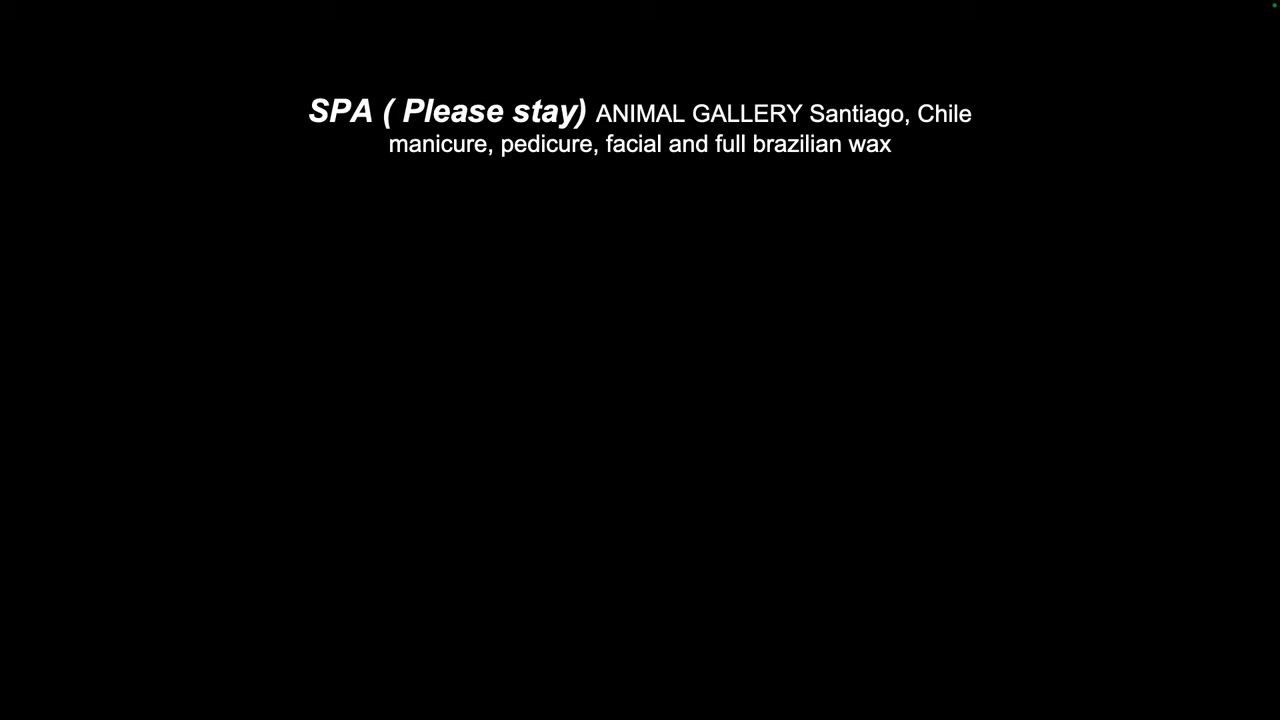 SPA ( Please stay) ANIMAL GALLERY Santiago, Chile
manicure, pedicure, facial and full brazilian wax